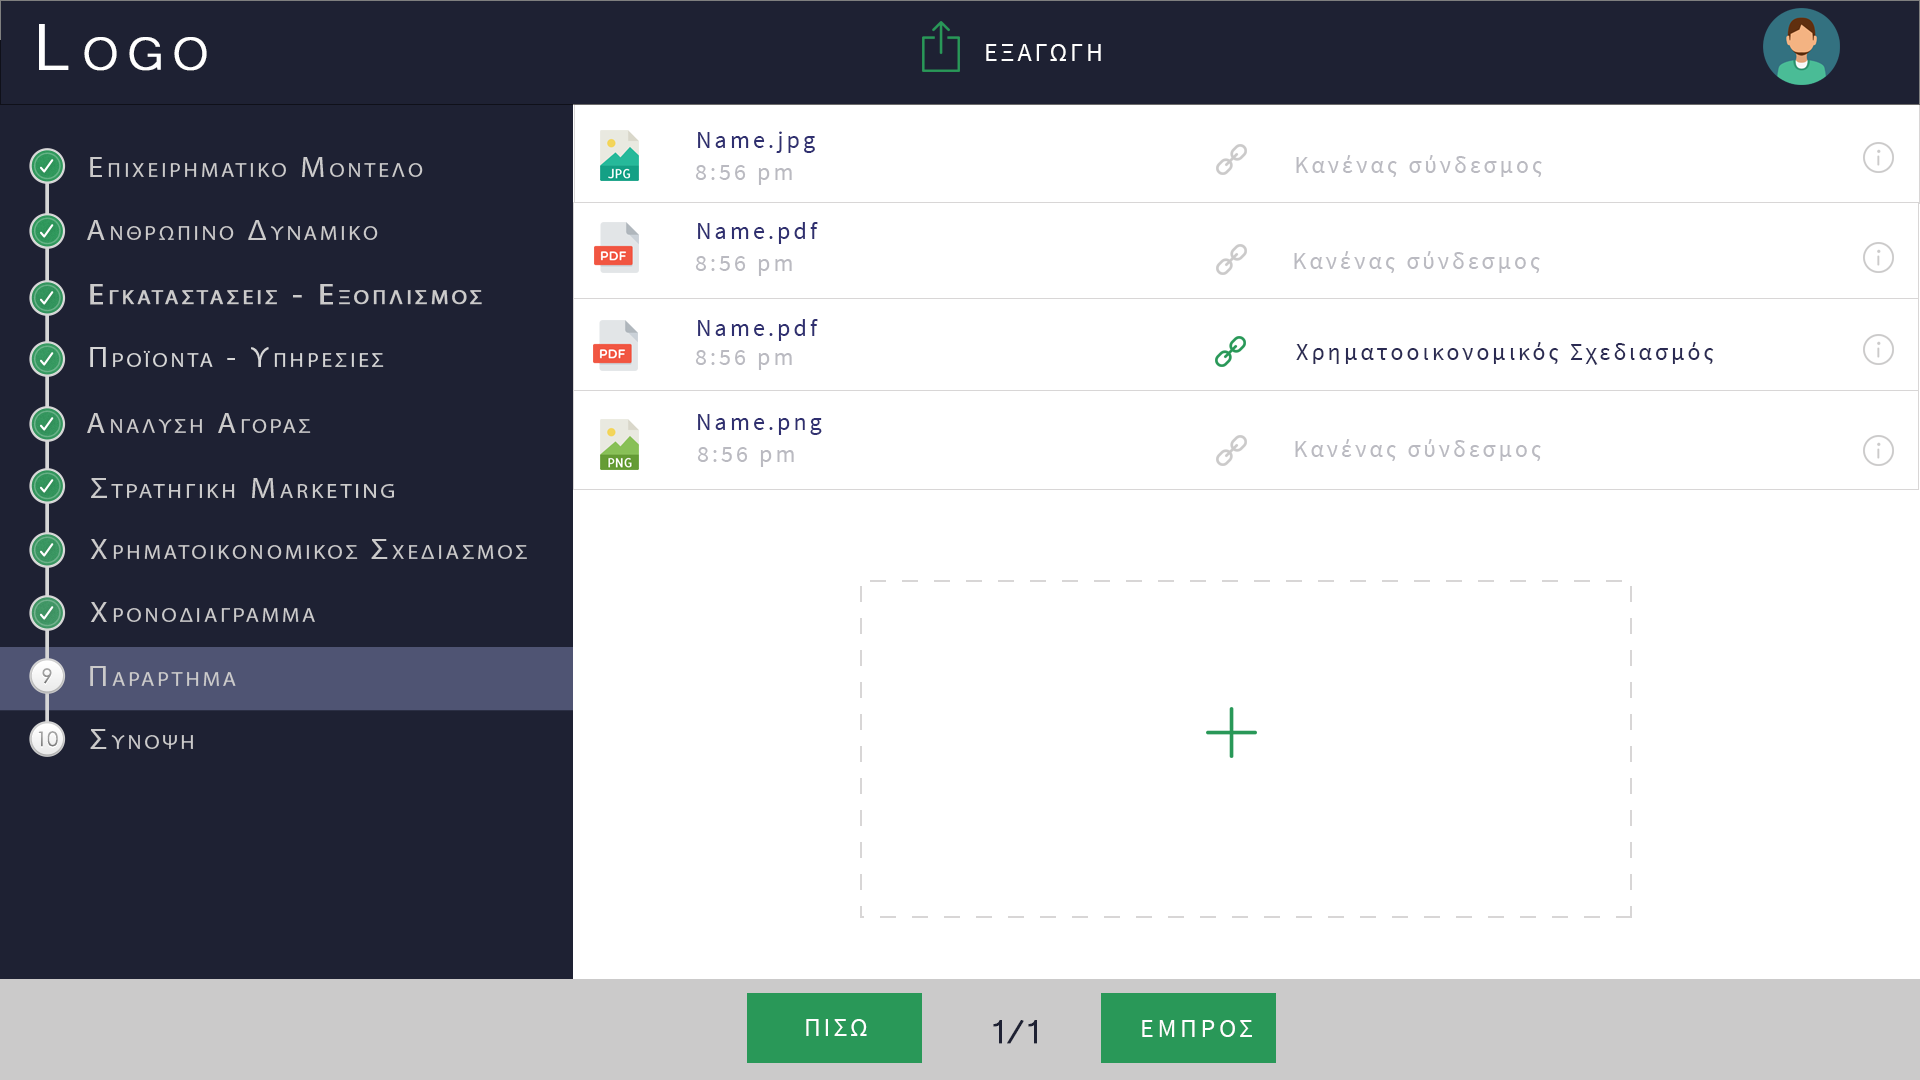 Logo
ΕΞΑΓΩΓΗ
Επιχειρηματικο Μοντελο
Ανθρωπινο Δυναμικο
Εγκαταστασεις - Εξοπλισμος
Προϊοντα - Υπηρεσιες
Αναλυση Αγορας
Στρατηγικη Marketing
Χρηματοικονομικος Σχεδιασμος
Χρονοδιαγραμμα
9 Παραρτημα
10 Συνοψη
JPG
Name.jpg
8:56 pm
Κανένας σύνδεσμος
PDF
Name.pdf
8:56 pm
Κανένας σύνδεσμος
PDF
Name.pdf
8:56 pm
Χρηματοοικονομικός Σχεδιασμός
PNG
Name.png
8:56 pm
Κανένας σύνδεσμος
ΠΙΣΩ
1/1
ΕΜΠΡΟΣ